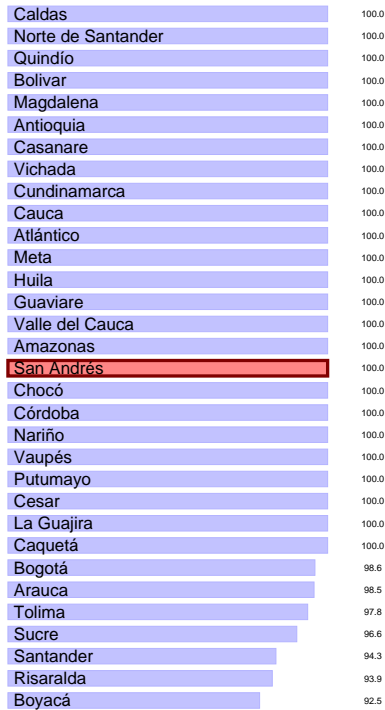 Caldas 100.0
Norte de Santander 100.0
Quindío 100.0
Bolivar 100.0
Magdalena 100.0
Antioquia 100.0
Casanare 100.0
Vichada 100.0
Cundinamarca 100.0
Cauca 100.0
Atlántico 100.0
Meta 100.0
Huila 100.0
Guaviare 100.0
Valle del Cauca 100.0
Amazonas 100.0
San Andrés 100.0
Chocó 100.0
Córdoba 100.0
Nariño 100.0
Vaupés 100.0
Putumayo 100.0
Cesar 100.0
La Guajira 100.0
Caquetá 100.0
Bogotá 98.6
Arauca 98.5
Tolima 97.8
Sucre 96.6
Santander 94.3
Risaralda 93.9
Boyacá 92.5